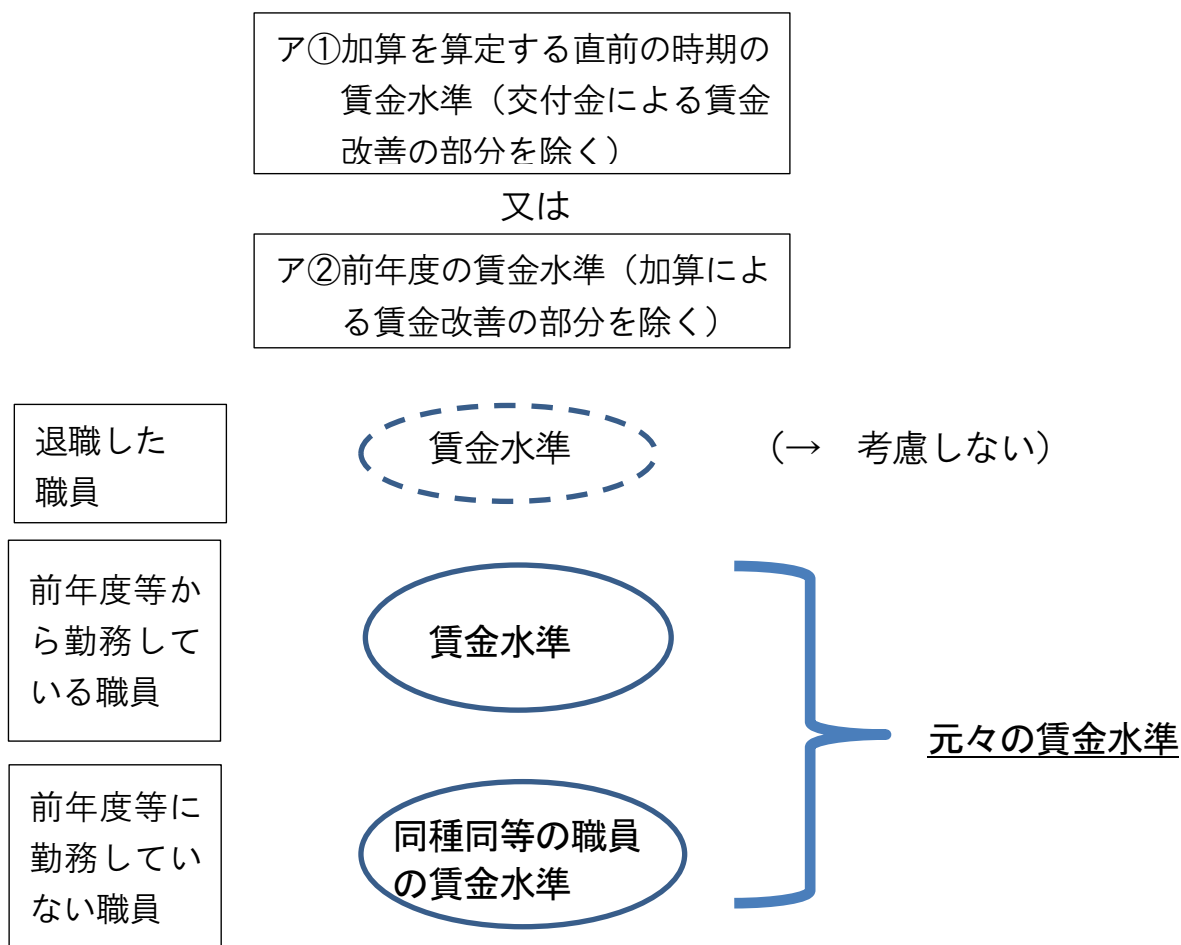 ア①加算を算定する直前の時期の
賃金水準（交付金による賃金
改善の部分を除く）
又は
ア②前年度の賃金水準（加算によ
る賃金改善の部分を除く）
退職した
職員
賃金水準
（→　考慮しない）
前年度等か
ら勤務して
いる職員
賃金水準
元々の賃金水準
前年度等に
勤務してい
ない職員
同種同等の職員
の賃金水準